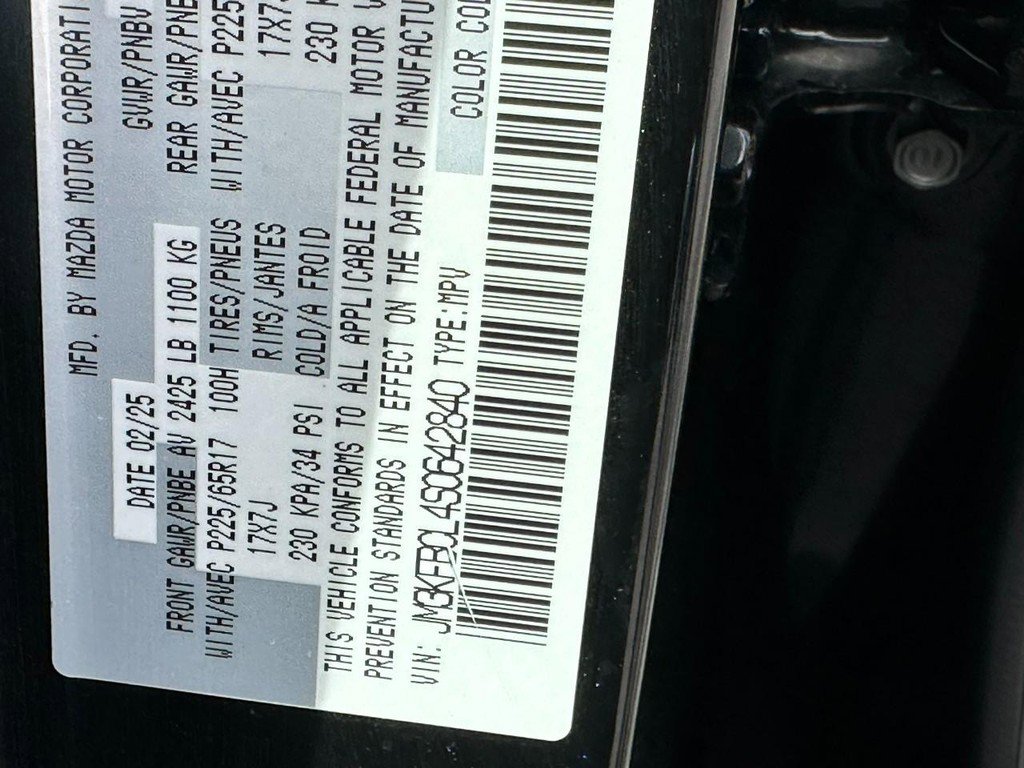 MFD. BY MAZDA MOTOR CORPORATI
DATE 02/25 GVWR/PNBV
FRONT GAWR/PNBE AV 2425 LB 1100 KG REAR GAWR/PNB
WITH/AVEC P225/65R17 100H TIRES/PNEUS WITH/AVEC P225
17X7J RIMS/JANTES 17X7J
230 KPA/34 PSI COLD/A FROID 230 K
THIS VEHICLE CONFORMS TO ALL APPLICABLE FEDERAL MOTOR V
PREVENTION STANDARDS IN EFFECT ON THE DATE OF MANUFACTU
VIN: JM3KFBCL4S0642840 TYPE:MPV COLOR COD